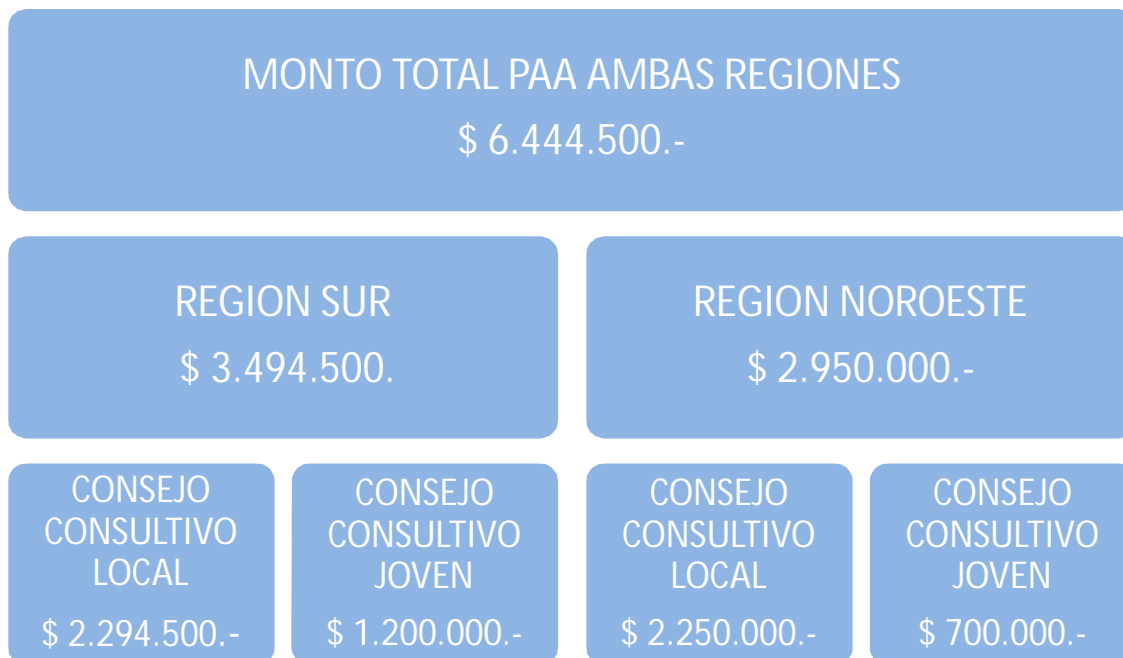 MONTO TOTAL PAA AMBAS REGIONES
$ 6.444.500.-
REGION SUR
$ 3.494.500.
REGION NOROESTE
$ 2.950.000.-
CONSEJO
CONSULTIVO
LOCAL
$ 2.294.500.-
CONSEJO
CONSULTIVO
JOVEN
$ 1.200.000.-
CONSEJO
CONSULTIVO
LOCAL
$ 2.250.000.-
CONSEJO
CONSULTIVO
JOVEN
$ 700.000.-